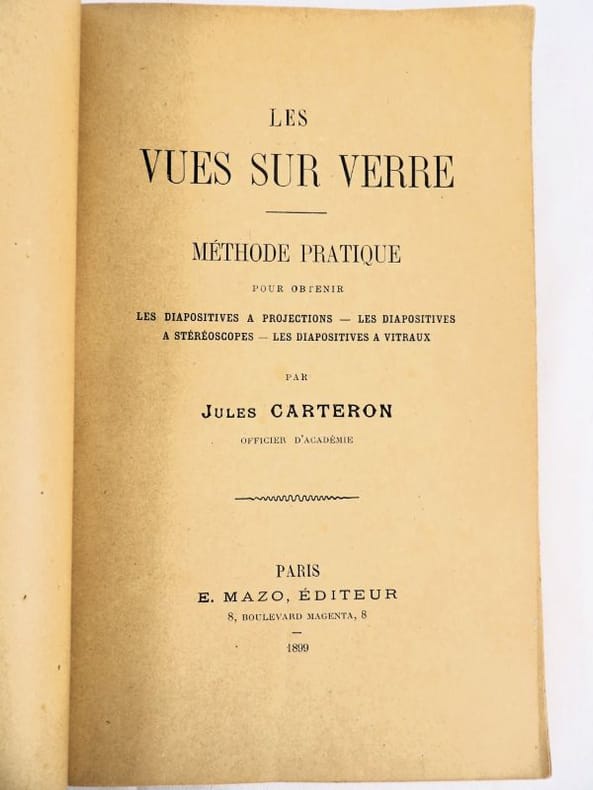 LES
VUES SUR VERRE
MÉTHODE PRATIQUE
POUR OBTENIR
LES DIAPOSITIVES A PROJECTIONS — LES DIAPOSITIVES
A STÉRÉOSCOPES — LES DIAPOSITIVES A VITRAUX
PAR
JULES CARTERON
OFFICIER D'ACADÉMIE
PARIS
E. MAZO, ÉDITEUR
8, BOULEVARD MAGENTA, 8
—
1899